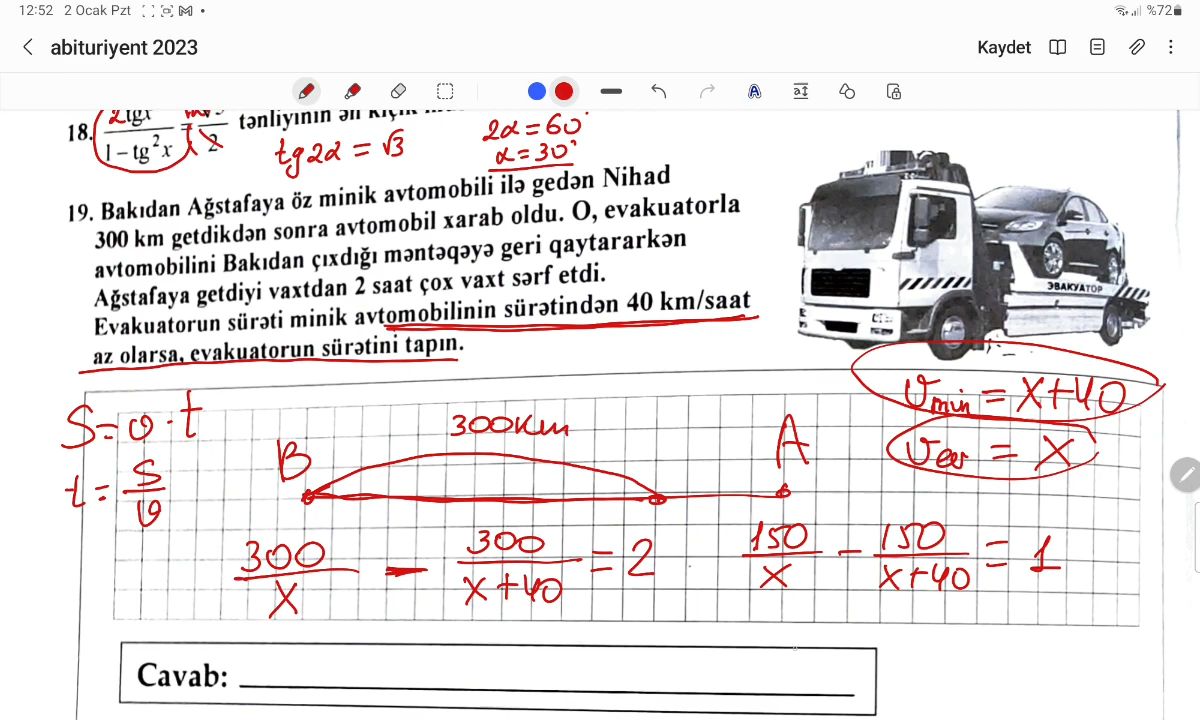 12:52 2 Ocak Pzt %72
abituriyent 2023 Kaydet
18. 2tgx / 1 – tg²x = / 2 tənliyinin ən
tg2α = √3
2α = 60°
α = 30°
19. Bakıdan Ağstafaya öz minik avtomobili ilə gedən Nihad
300 km getdikdən sonra avtomobil xarab oldu. O, evakuatorla
avtomobilini Bakıdan çıxdığı məntəqəyə geri qaytararkən
Ağstafaya getdiyi vaxtdan 2 saat çox vaxt sərf etdi.
Evakuatorun sürəti minik avtomobilinin sürətindən 40 km/saat
az olarsa, evakuatorun sürətini tapın.
ЭВАКУАТОР
υmin = x+40
υev = x
S = υ · t
t = S/υ
B 300km A
300/x – 300/(x+40) = 2
150/x – 150/(x+40) = 1
Cavab: